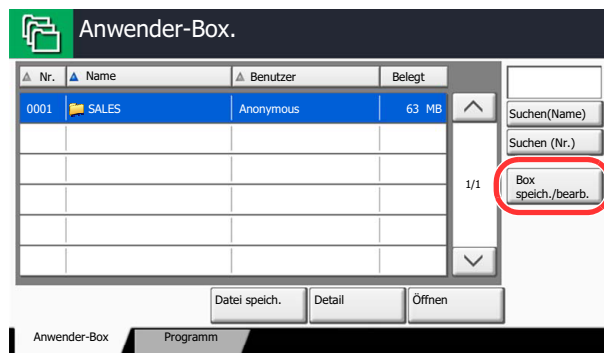 Anwender-Box.
Nr. Name Benutzer Belegt
0001 SALES Anonymous 63 MB
Suchen(Name)
Suchen (Nr.)
1/1
Box
speich./bearb.
Datei speich. Detail Öffnen
Anwender-Box Programm